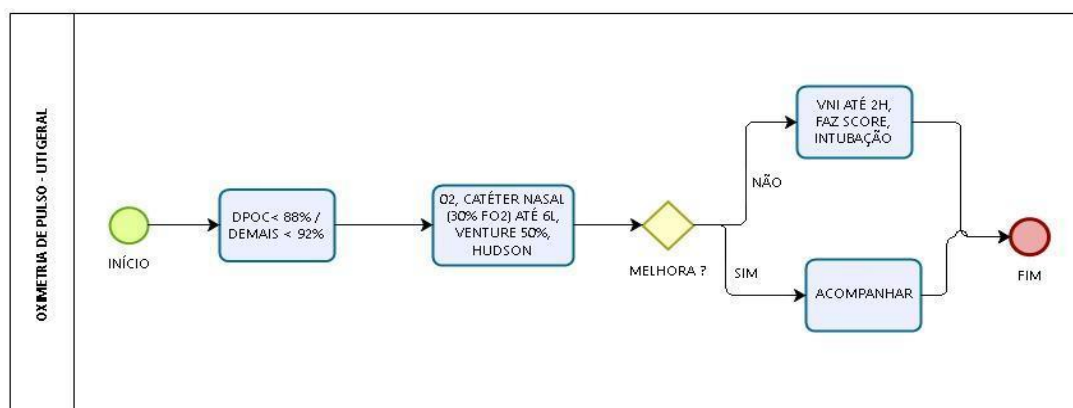 OXIMETRIA DE PULSO - UTI GERAL
INÍCIO
DPOC< 88% /
DEMAIS < 92%
O2, CATÉTER NASAL
(30% FO2) ATÉ 6L,
VENTURE 50%,
HUDSON
MELHORA ?
NÃO
VNI ATÉ 2H,
FAZ SCORE,
INTUBAÇÃO
SIM
ACOMPANHAR
FIM